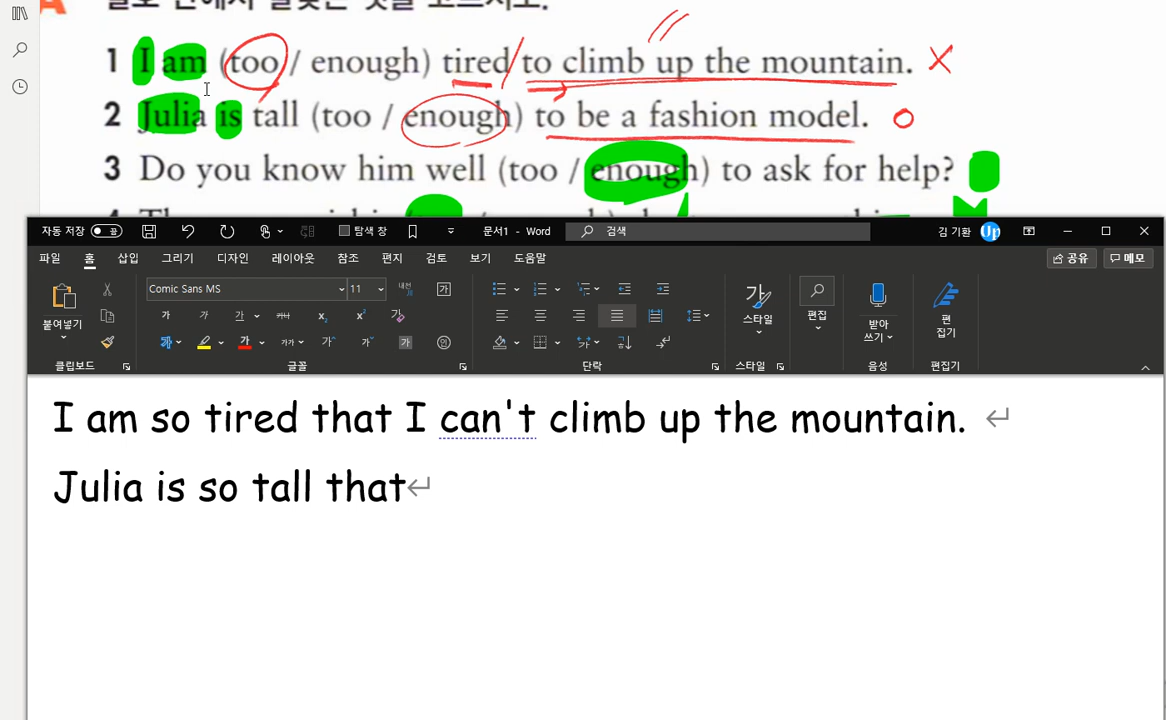 1 I am (too / enough) tired to climb up the mountain. X
2 Julia is tall (too / enough) to be a fashion model. O
3 Do you know him well (too / enough) to ask for help?
자동 저장 끔 탐색 창 문서1 - Word 검색 김 기환 Up
파일 홈 삽입 그리기 디자인 레이아웃 참조 편지 검토 보기 도움말 공유 메모
Comic Sans MS 11
붙여넣기 스타일 편집 받아쓰기 편집기
클립보드 글꼴 단락 스타일 음성 편집기
I am so tired that I can't climb up the mountain.
Julia is so tall that